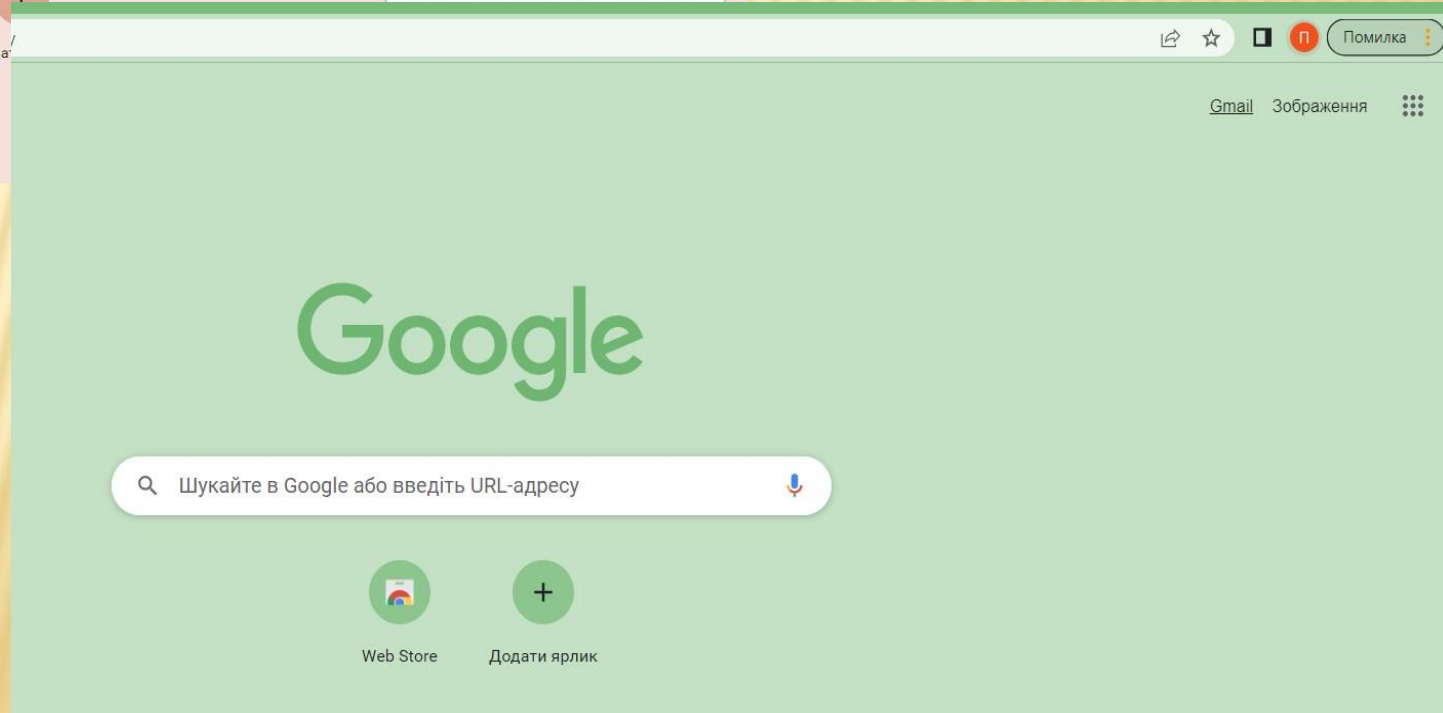 Помилка
Gmail Зображення
Google
Шукайте в Google або введіть URL-адресу
Web Store Додати ярлик